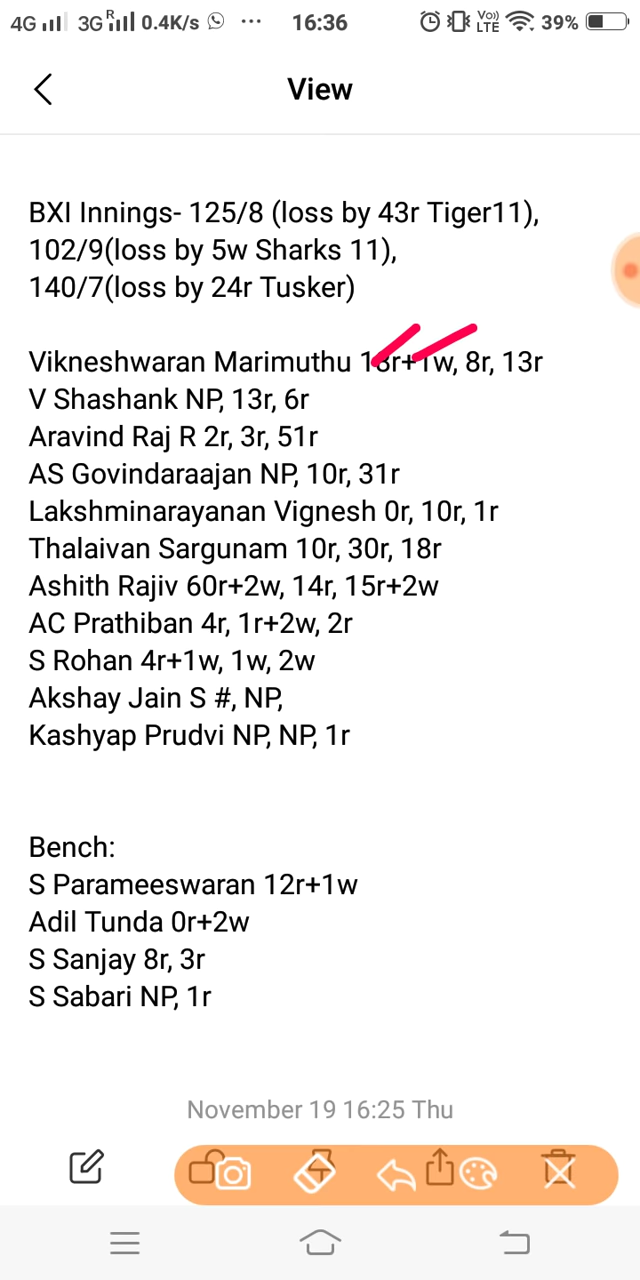 4G 3G R 0.4K/s ... 16:36 Vo)) LTE 39%
View
BXI Innings- 125/8 (loss by 43r Tiger11),
102/9(loss by 5w Sharks 11),
140/7(loss by 24r Tusker)
Vikneshwaran Marimuthu 18r+1w, 8r, 13r
V Shashank NP, 13r, 6r
Aravind Raj R 2r, 3r, 51r
AS Govindaraajan NP, 10r, 31r
Lakshminarayanan Vignesh 0r, 10r, 1r
Thalaivan Sargunam 10r, 30r, 18r
Ashith Rajiv 60r+2w, 14r, 15r+2w
AC Prathiban 4r, 1r+2w, 2r
S Rohan 4r+1w, 1w, 2w
Akshay Jain S #, NP,
Kashyap Prudvi NP, NP, 1r
Bench:
S Parameeswaran 12r+1w
Adil Tunda 0r+2w
S Sanjay 8r, 3r
S Sabari NP, 1r
November 19 16:25 Thu